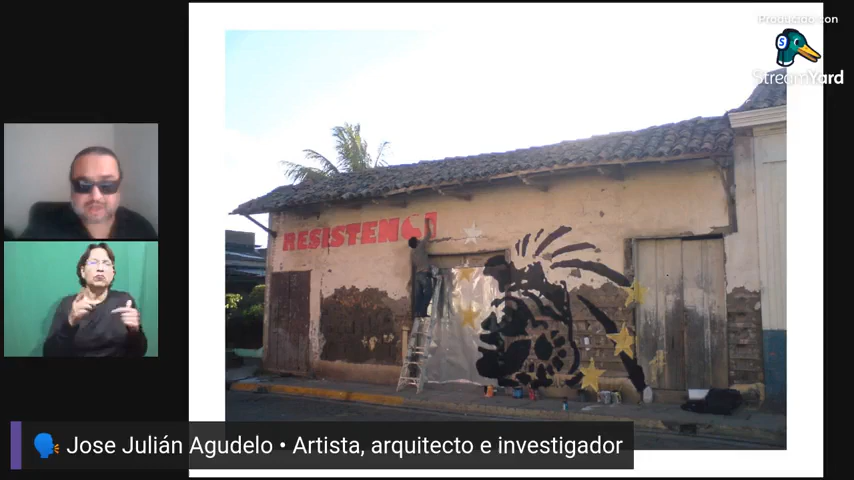 Producido con
StreamYard
RESISTENCI
Jose Julián Agudelo • Artista, arquitecto e investigador